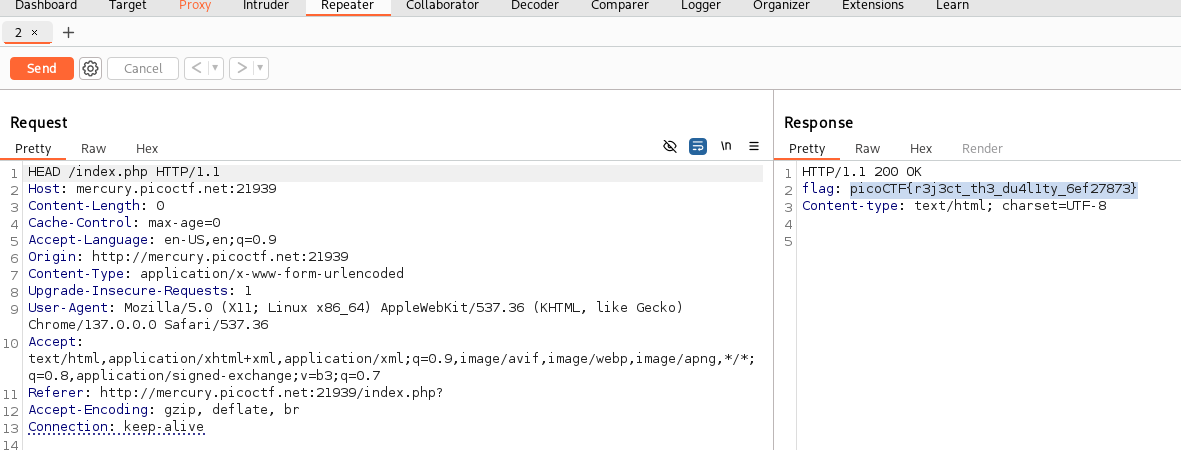 Dashboard Target Proxy Intruder Repeater Collaborator Decoder Comparer Logger Organizer Extensions Learn
2 × +
Send Cancel < ▾ > ▾
Request
Pretty Raw Hex \n
1 HEAD /index.php HTTP/1.1
2 Host: mercury.picoctf.net:21939
3 Content-Length: 0
4 Cache-Control: max-age=0
5 Accept-Language: en-US,en;q=0.9
6 Origin: http://mercury.picoctf.net:21939
7 Content-Type: application/x-www-form-urlencoded
8 Upgrade-Insecure-Requests: 1
9 User-Agent: Mozilla/5.0 (X11; Linux x86_64) AppleWebKit/537.36 (KHTML, like Gecko)
Chrome/137.0.0.0 Safari/537.36
10 Accept:
text/html,application/xhtml+xml,application/xml;q=0.9,image/avif,image/webp,image/apng,*/*;
q=0.8,application/signed-exchange;v=b3;q=0.7
11 Referer: http://mercury.picoctf.net:21939/index.php?
12 Accept-Encoding: gzip, deflate, br
13 Connection: keep-alive
14
Response
Pretty Raw Hex Render
1 HTTP/1.1 200 OK
2 flag: picoCTF{r3j3ct_th3_du4l1ty_6ef27873}
3 Content-type: text/html; charset=UTF-8
4
5